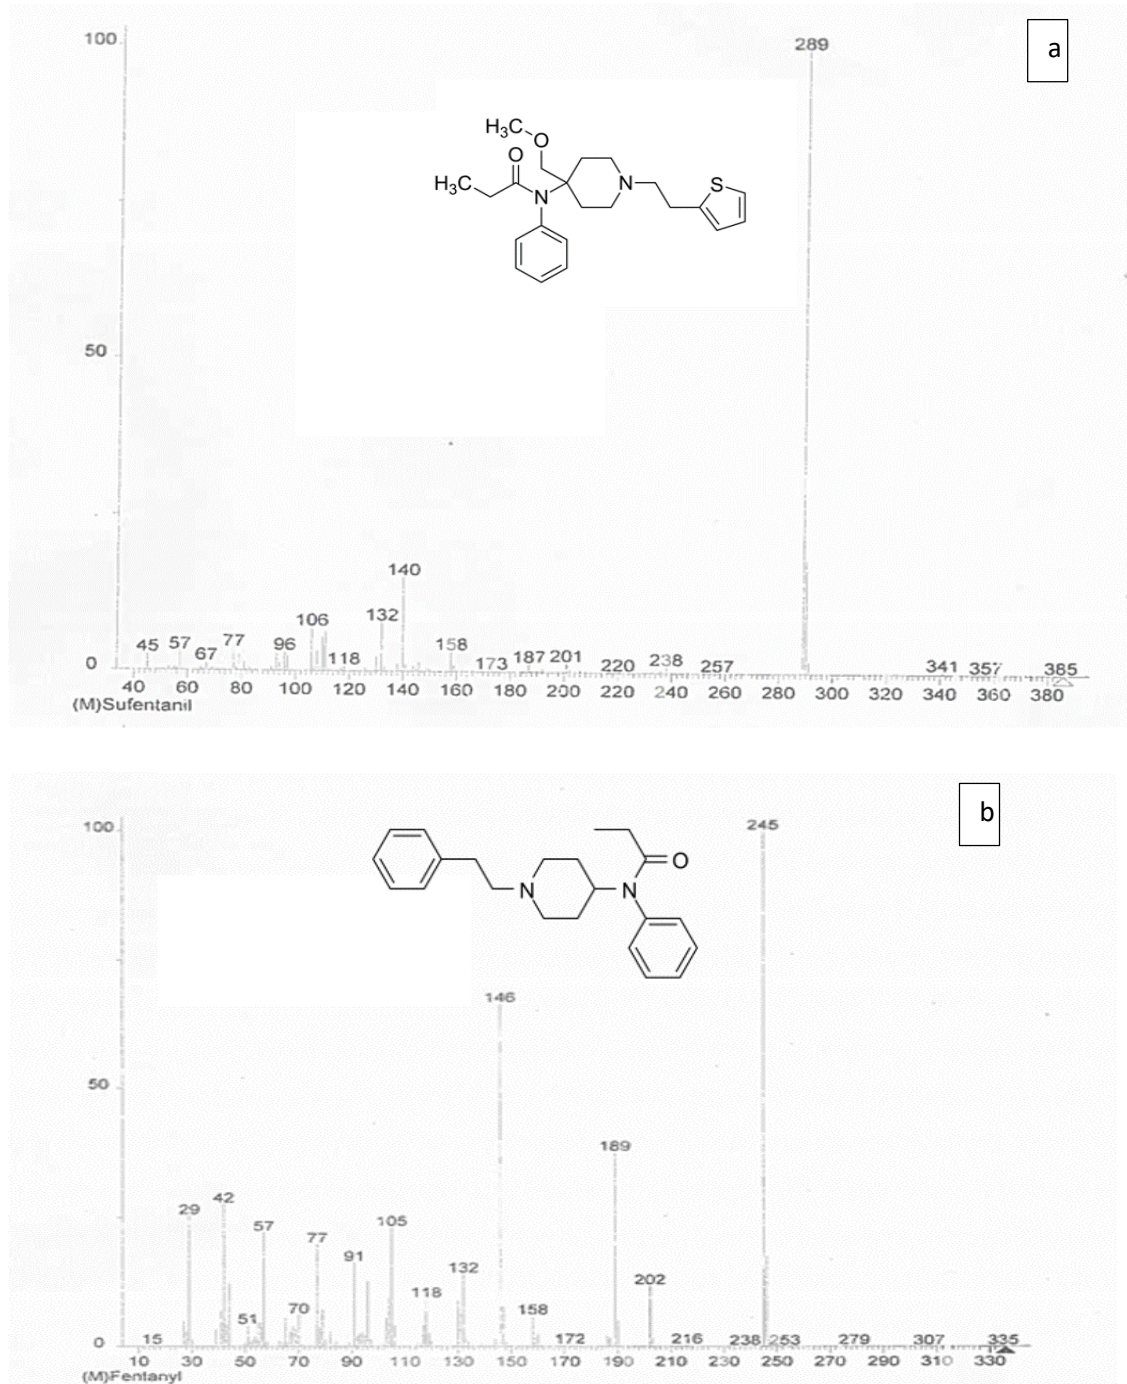 100
289
a
H₃C
O
O
H₃C
N
N
S
50
140
132
106
45 57 67 77 96 118 158 173 187 201 220 238 257 341 357 385
0
40 60 80 100 120 140 160 180 200 220 240 260 280 300 320 340 360 380
(M)Sufentanil
100
245
b
O
N
N
146
50
189
29 42 57 77 91 105
132
118
202
51 70 158
15 172 216 238 253 279 307 335
0
10 30 50 70 90 110 130 150 170 190 210 230 250 270 290 310 330
(M)Fentanyl